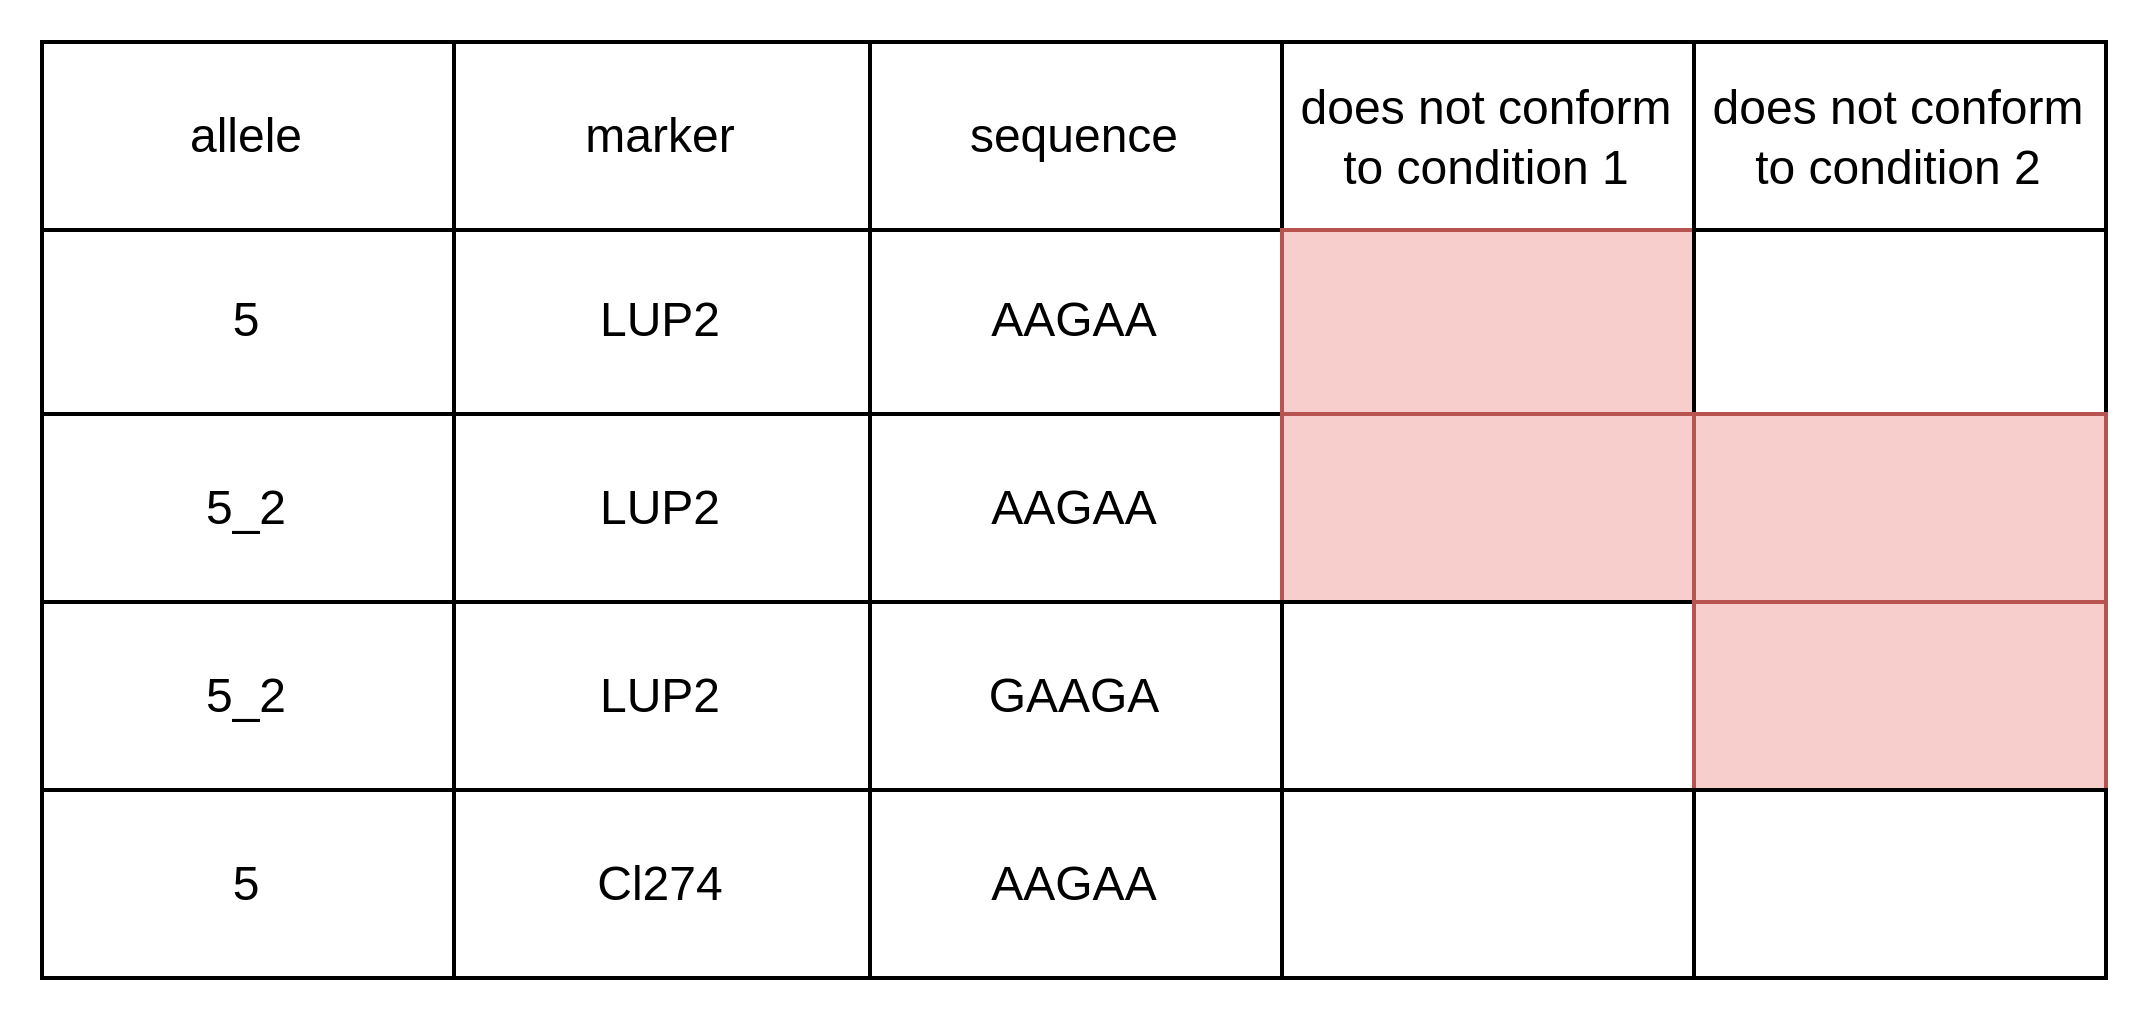 allele
marker
sequence
does not conform
to condition 1
does not conform
to condition 2
5
LUP2
AAGAA
5_2
LUP2
AAGAA
5_2
LUP2
GAAGA
5
Cl274
AAGAA